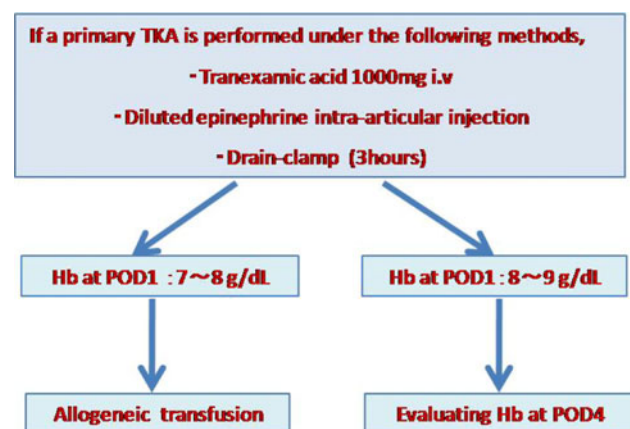 If a primary TKA is performed under the following methods,
- Tranexamic acid 1000mg i.v
- Diluted epinephrine intra-articular injection
- Drain-clamp (3hours)
Hb at POD1 : 7～8 g/dL
Hb at POD1 : 8～9 g/dL
Allogeneic transfusion
Evaluating Hb at POD4